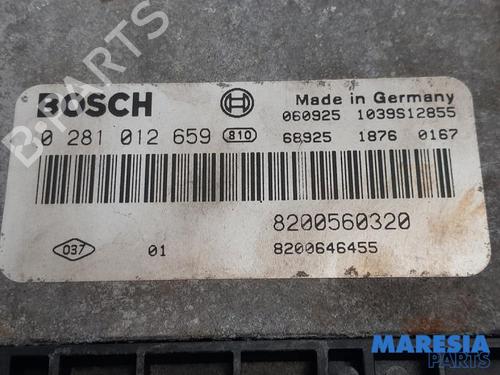 BOSCH
Made in Germany
060925 1039S12855
0 281 012 659 810
68925 1876 0167
8200560320
037 01 8200646455
MARESIA
PARTS